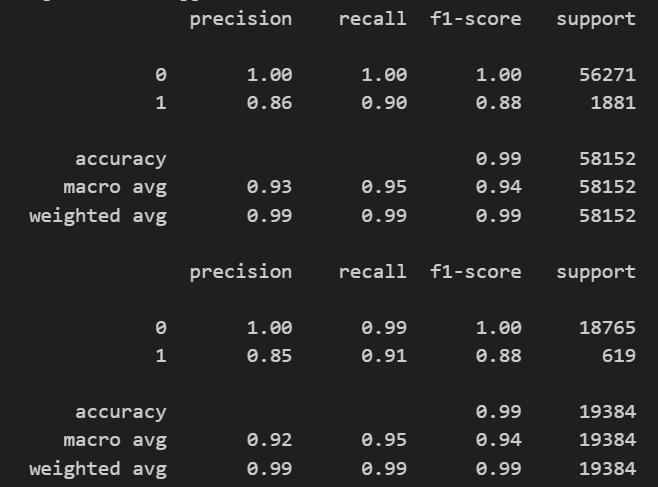 precision recall f1-score support
0 1.00 1.00 1.00 56271
1 0.86 0.90 0.88 1881
accuracy 0.99 58152
macro avg 0.93 0.95 0.94 58152
weighted avg 0.99 0.99 0.99 58152
precision recall f1-score support
0 1.00 0.99 1.00 18765
1 0.85 0.91 0.88 619
accuracy 0.99 19384
macro avg 0.92 0.95 0.94 19384
weighted avg 0.99 0.99 0.99 19384